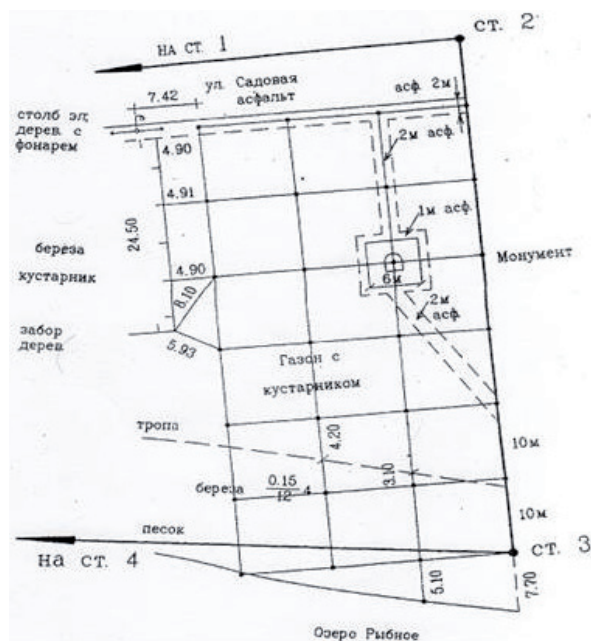 ст. 2
НА СТ. 1
ул. Садовая
7.42
асфальт
асф. 2м
столб эл.
дерев. с
фонарем
2м асф.
4.90
4.91
24.50
1м асф.
береза
кустарник
4.90
Монумент
6м
8.10
2м
асф.
забор
дерев.
5.93
Газон с
кустарником
тропа
4.20
10м
3.10
береза
0.15
12
4
песок
10м
на ст. 4
ст. 3
5.10
7.70
Озеро Рыбное